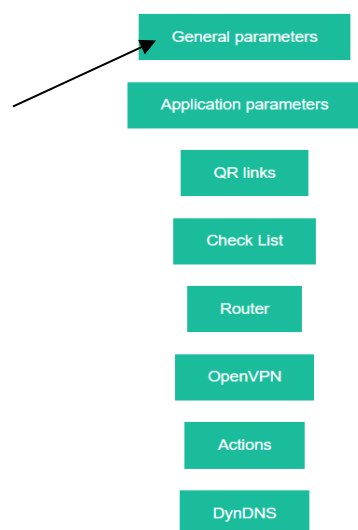 General parameters
Application parameters
QR links
Check List
Router
OpenVPN
Actions
DynDNS